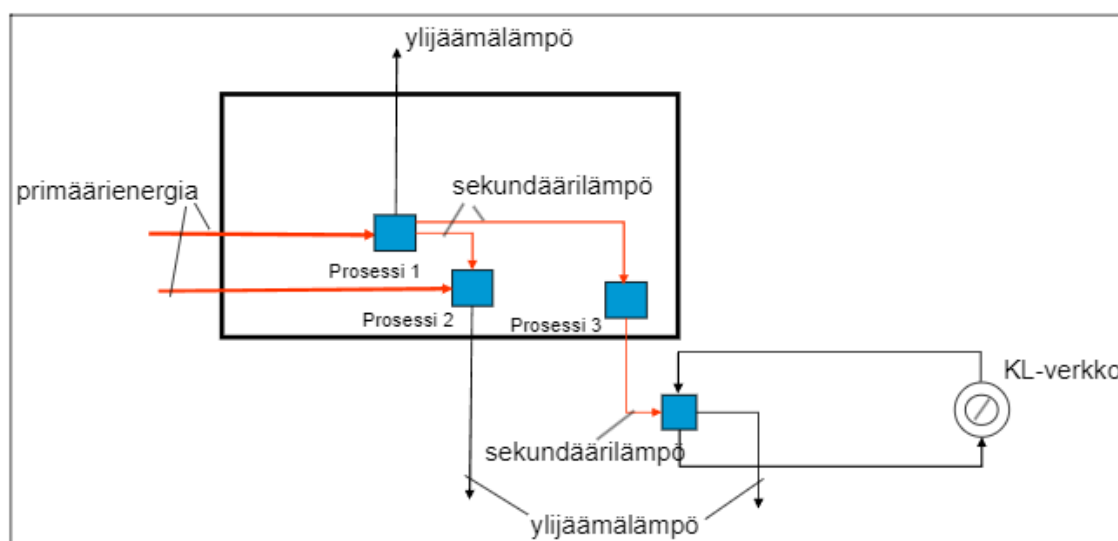 ylijäämälämpö
primäärienergia
sekundäärilämpö
Prosessi 1
Prosessi 2
Prosessi 3
KL-verkko
sekundäärilämpö
ylijäämälämpö